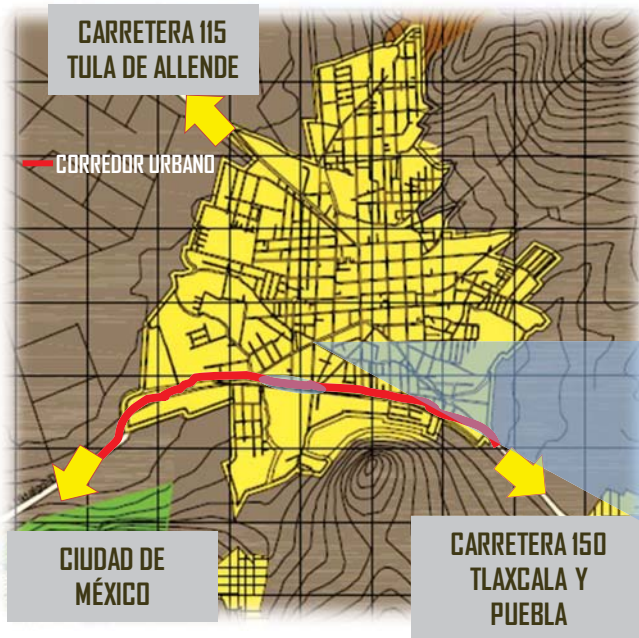 CARRETERA 115
TULA DE ALLENDE
CORREDOR URBANO
CIUDAD DE
MÉXICO
CARRETERA 150
TLAXCALA Y
PUEBLA